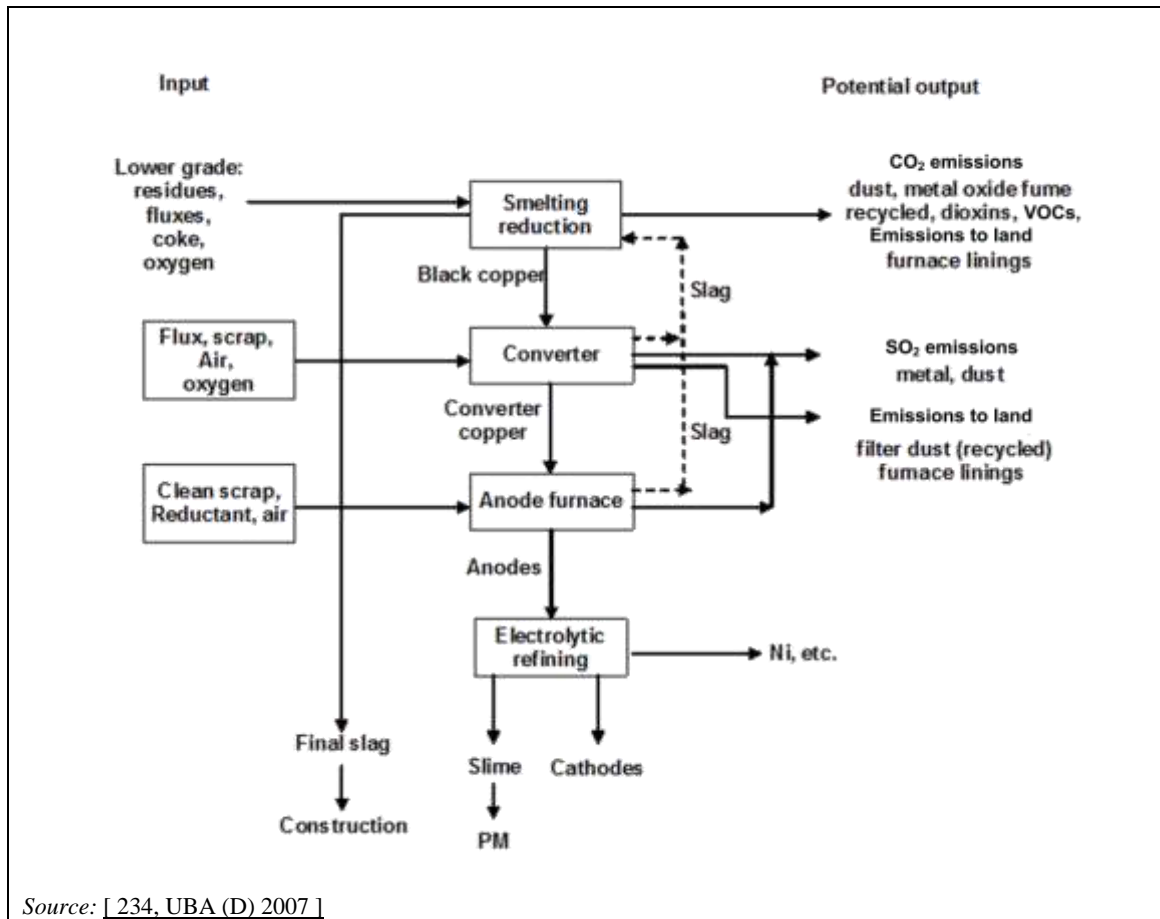 Input
Potential output
Lower grade:
residues,
fluxes,
coke,
oxygen
Smelting
reduction
CO₂ emissions
dust, metal oxide fume
recycled, dioxins, VOCs,
Emissions to land
furnace linings
Black copper
Slag
Flux, scrap,
Air,
oxygen
Converter
SO₂ emissions
metal, dust
Converter
copper
Slag
Emissions to land
filter dust (recycled)
furnace linings
Clean scrap,
Reductant, air
Anode furnace
Anodes
Electrolytic
refining
Ni, etc.
Final slag
Slime
Cathodes
Construction
PM
Source: [ 234, UBA (D) 2007 ]